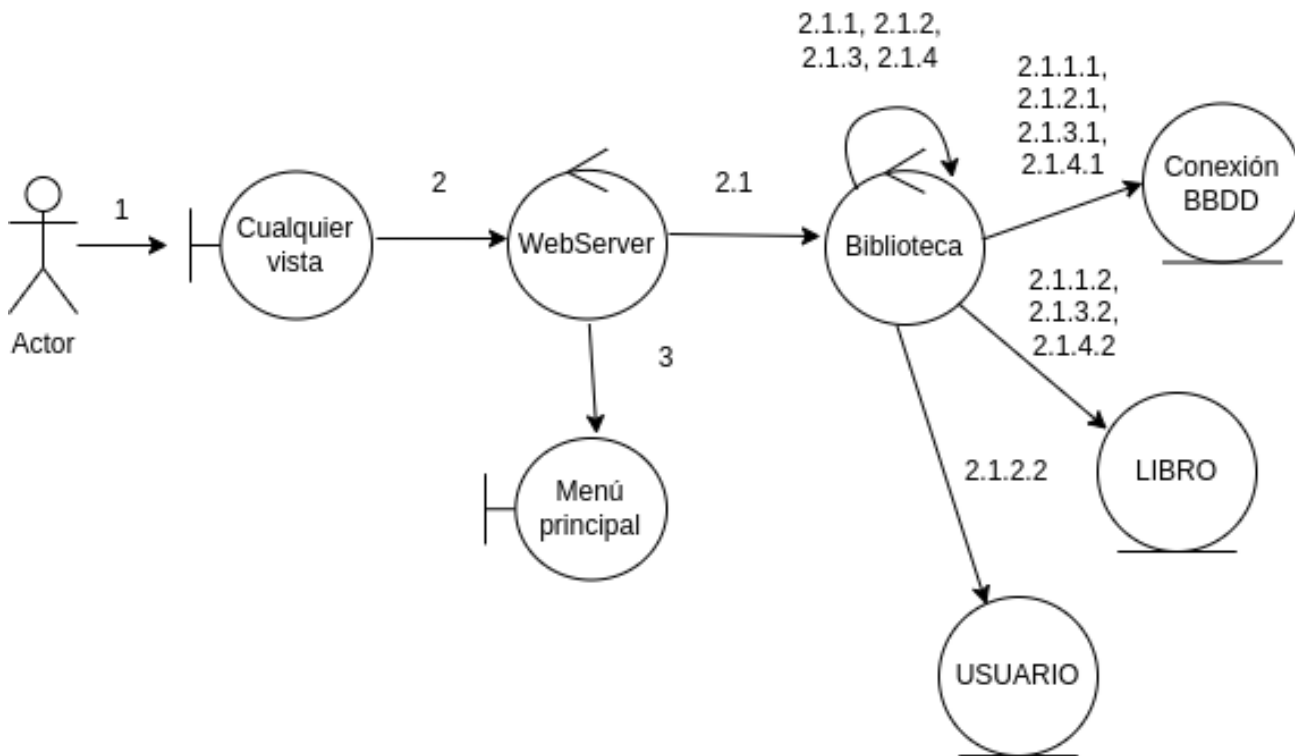 2.1.1, 2.1.2,
2.1.3, 2.1.4
2.1.1.1,
2.1.2.1,
2.1.3.1,
2.1.4.1
Conexión
BBDD
1
2
2.1
Cualquier
vista
WebServer
Biblioteca
Actor
2.1.1.2,
2.1.3.2,
2.1.4.2
3
Menú
principal
2.1.2.2
LIBRO
USUARIO